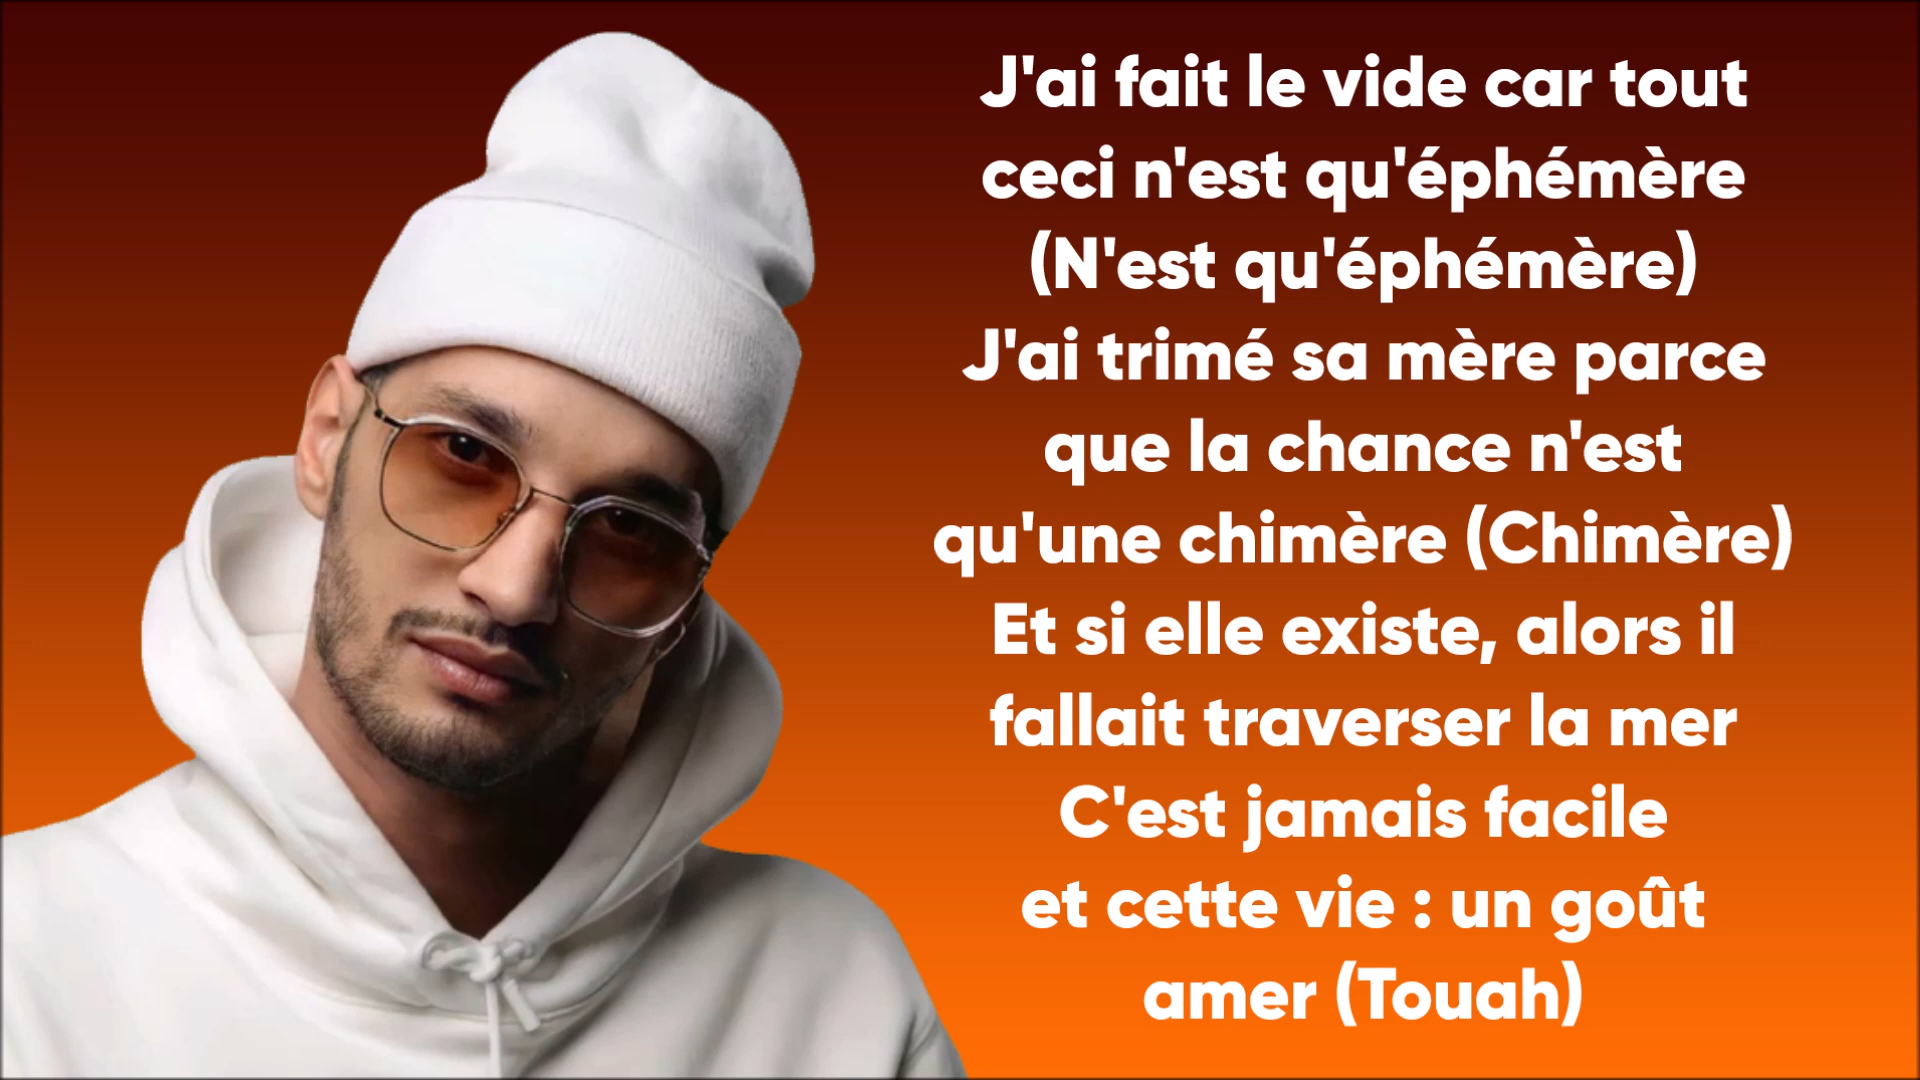 J'ai fait le vide car tout
ceci n'est qu'éphémère
(N'est qu'éphémère)
J'ai trimé sa mère parce
que la chance n'est
qu'une chimère (Chimère)
Et si elle existe, alors il
fallait traverser la mer
C'est jamais facile
et cette vie : un goût
amer (Touah)